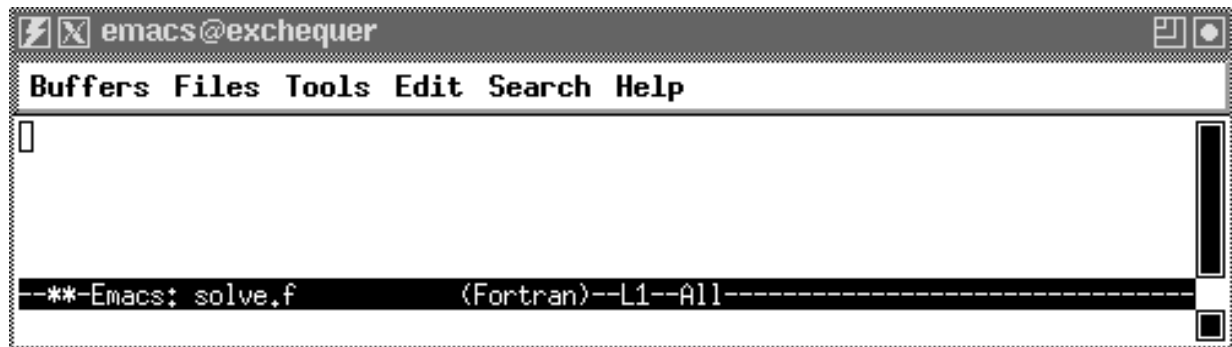 emacs@exchequer
Buffers Files Tools Edit Search Help
--**-Emacs: solve.f (Fortran)--L1--All--------------------------------